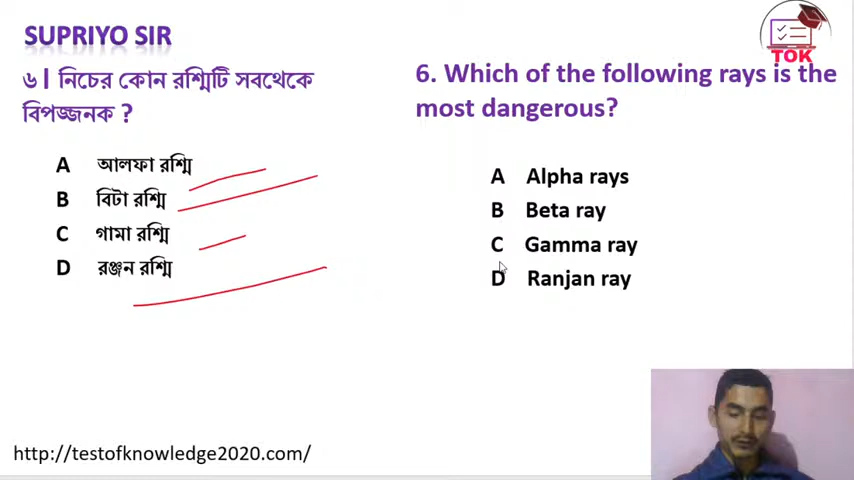 SUPRIYO SIR
TOK
৬। নিচের কোন রশ্মিটি সবথেকে
বিপজ্জনক ?
A আলফা রশ্মি
B বিটা রশ্মি
C গামা রশ্মি
D রঞ্জন রশ্মি
6. Which of the following rays is the
most dangerous?
A Alpha rays
B Beta ray
C Gamma ray
D Ranjan ray
http://testofknowledge2020.com/